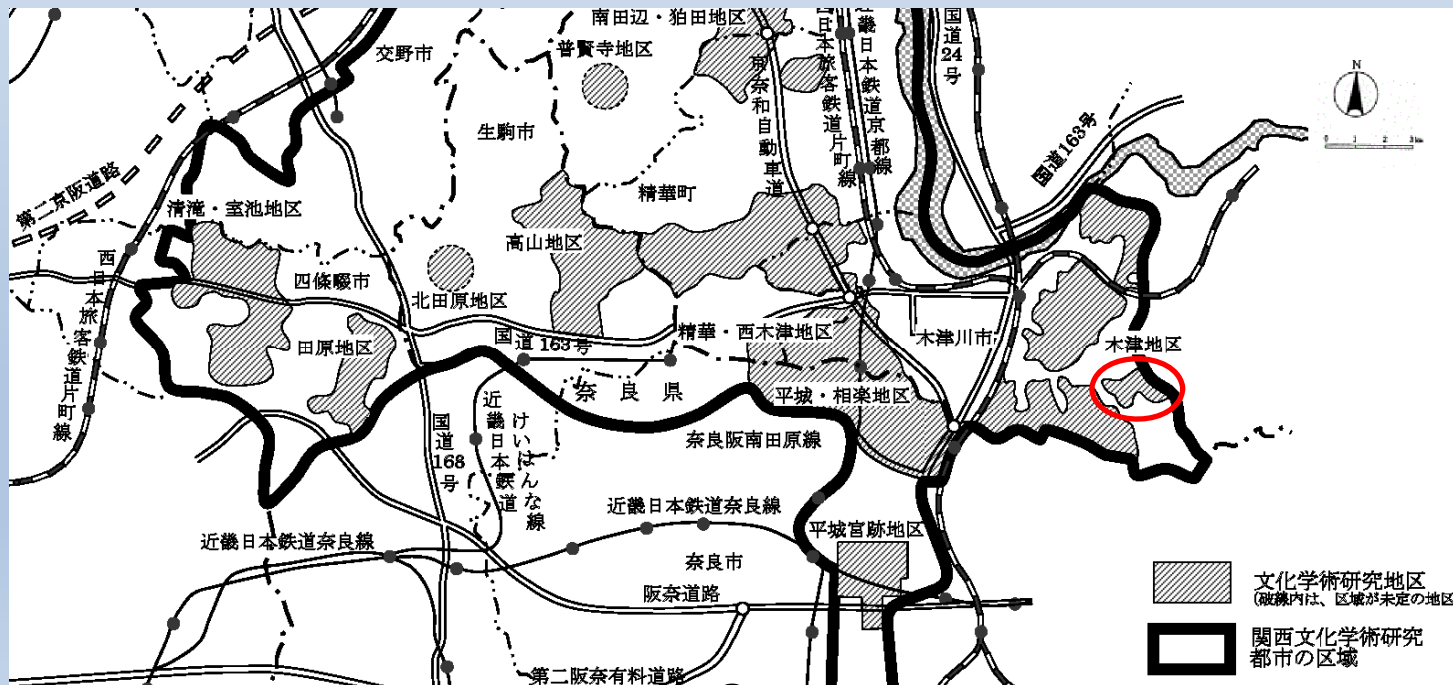 南田辺・狛田地区
交野市
普賢寺地区
国道24号
近畿日本鉄道京都線
西日本旅客鉄道片町線
京奈和自動車道
N
生駒市
国道163号
第二京阪道路
精華町
清滝・室池地区
高山地区
西日本旅客鉄道片町線
四條畷市
北田原地区
国道163号
精華・西木津地区
木津川市
木津地区
田原地区
奈良県
平城・相楽地区
近畿日本鉄道
けいはんな線
国道168号
奈良阪南田原線
近畿日本鉄道奈良線
平城宮跡地区
近畿日本鉄道奈良線
奈良市
阪奈道路
第二阪奈有料道路
文化学術研究地区
(破線内は、区域が未定の地区
関西文化学術研究
都市の区域